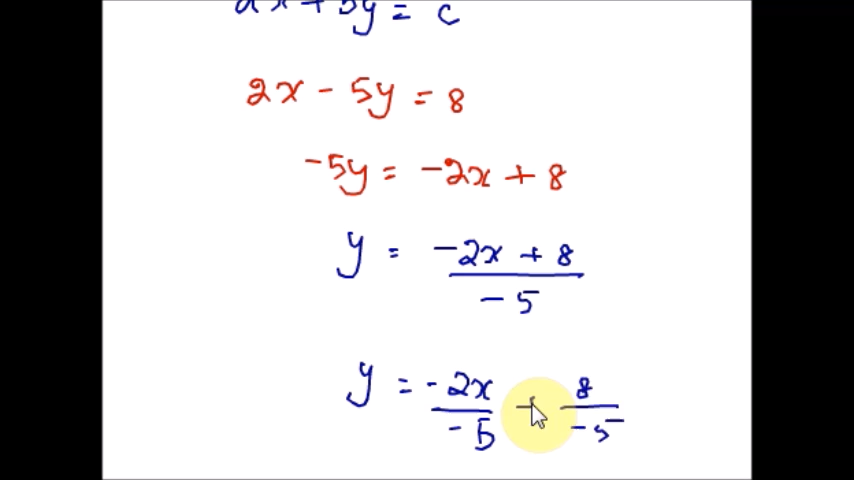 2x - 5y = 8
-5y = -2x + 8
y = (-2x + 8)/(-5)
y = (-2x)/(-5) + 8/(-5)